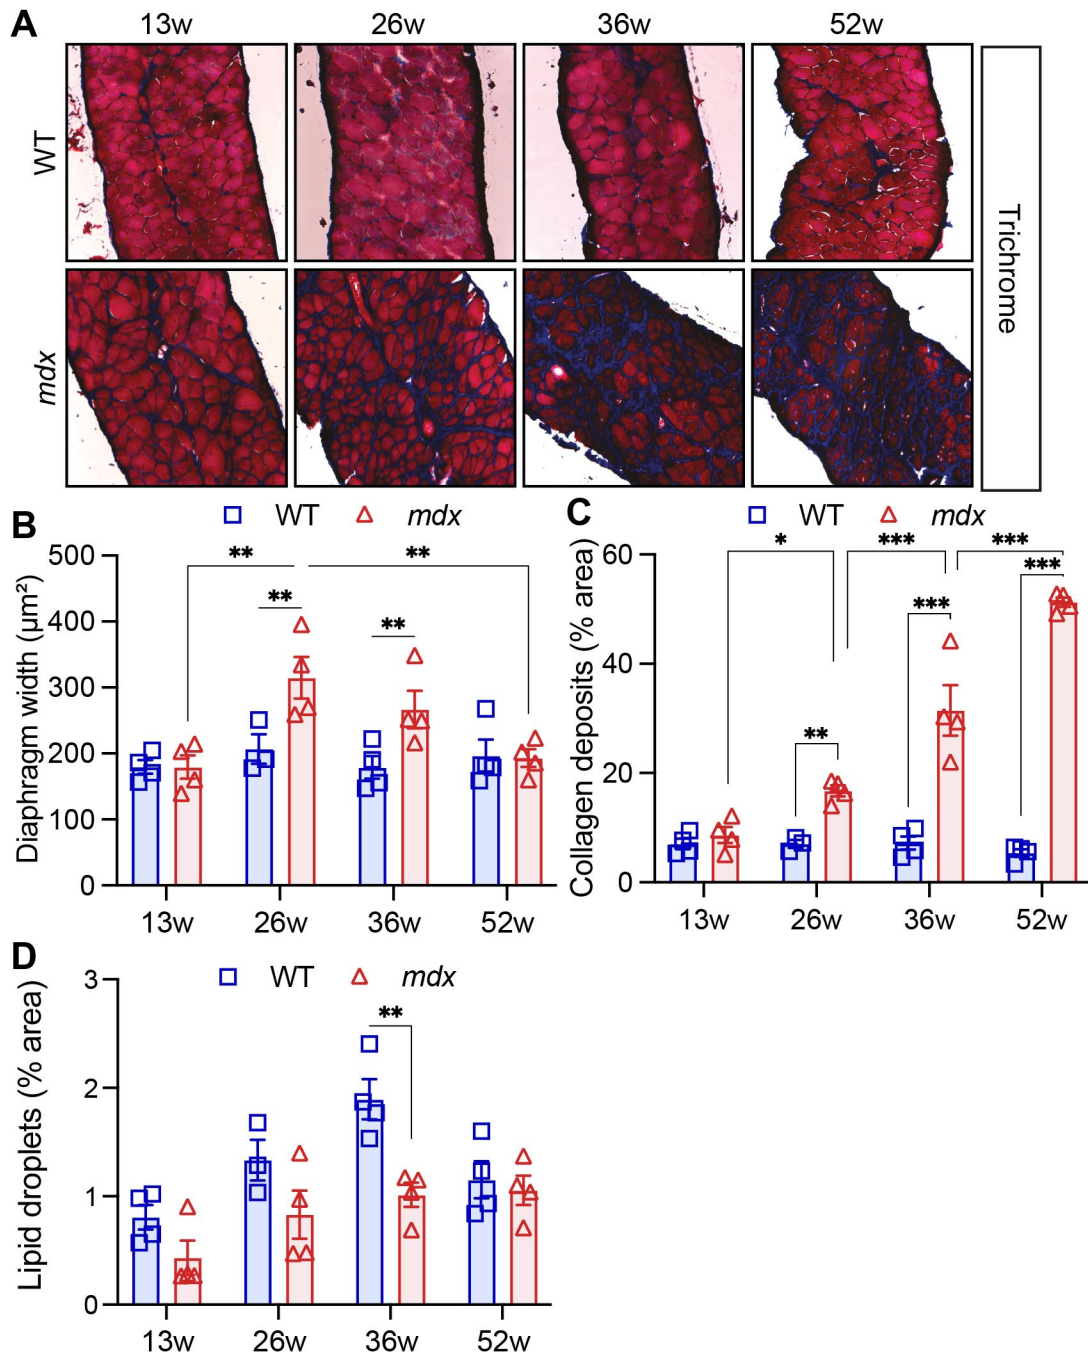 A
13w 26w 36w 52w
WT
mdx
Trichrome
B
WT mdx
Diaphragm width (µm²)
500
400
300
200
100
0
** **
**
**
13w 26w 36w 52w
C
WT mdx
Collagen deposits (% area)
60
40
20
0
* *** ***
***
***
**
13w 26w 36w 52w
D
WT mdx
Lipid droplets (% area)
3
2
1
0
**
13w 26w 36w 52w